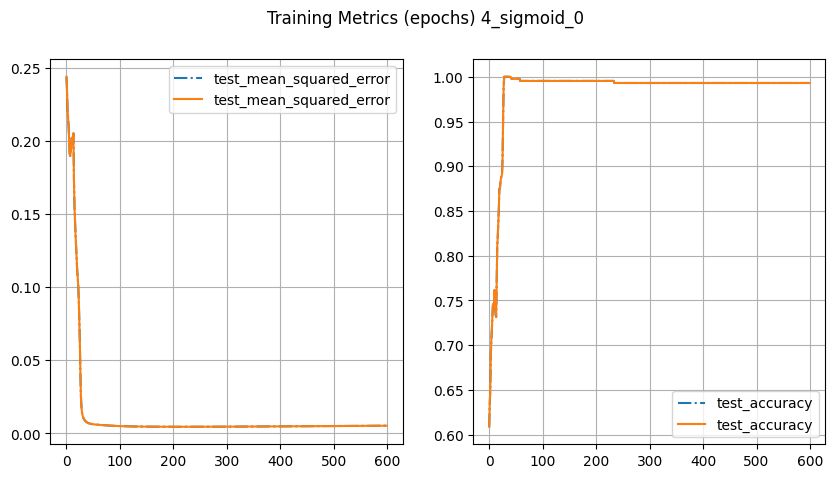 Training Metrics (epochs) 4_sigmoid_0
test_mean_squared_error
test_mean_squared_error
0.25
0.20
0.15
0.10
0.05
0.00
0 100 200 300 400 500 600
1.00
0.95
0.90
0.85
0.80
0.75
0.70
0.65
0.60
test_accuracy
test_accuracy
0 100 200 300 400 500 600